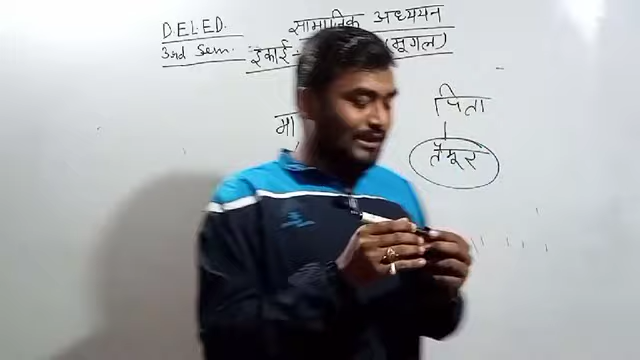 D.EL.ED. सामाजिक अध्ययन
3rd Sem. इकाई (मुगल)
पिता
मा
तैमूर